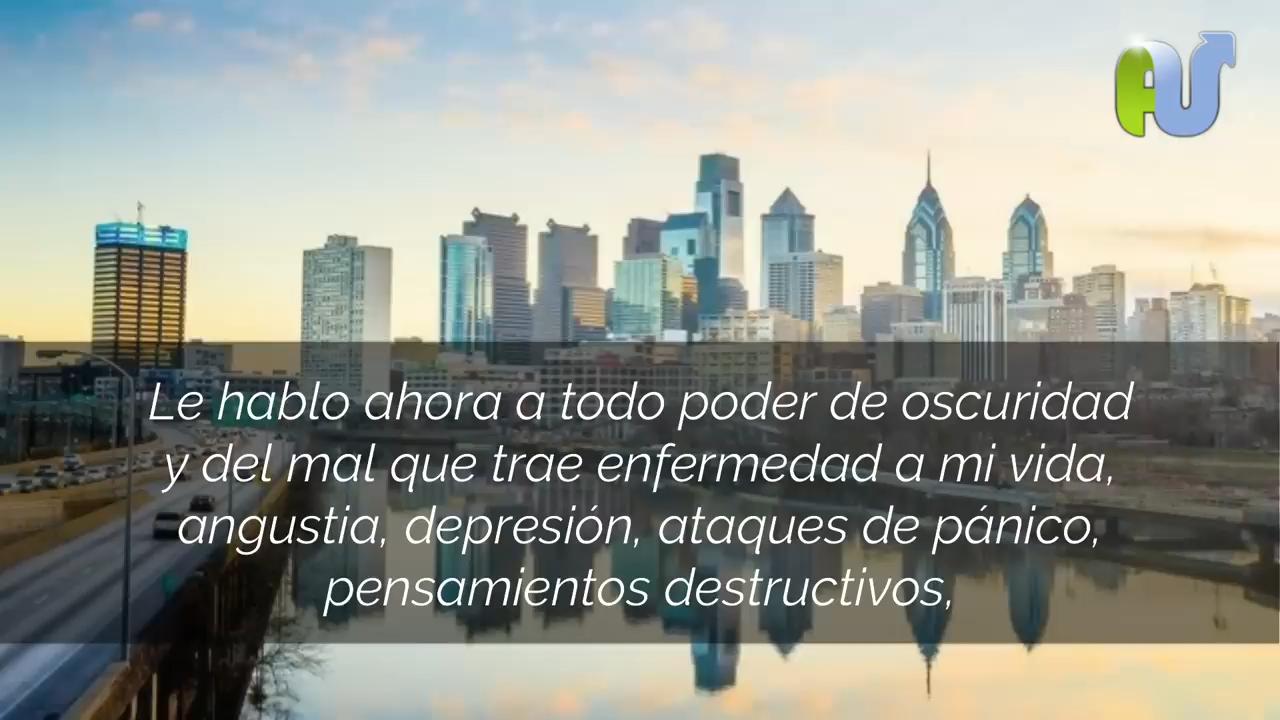 Le hablo ahora a todo poder de oscuridad
y del mal que trae enfermedad a mi vida,
angustia, depresión, ataques de pánico,
pensamientos destructivos,